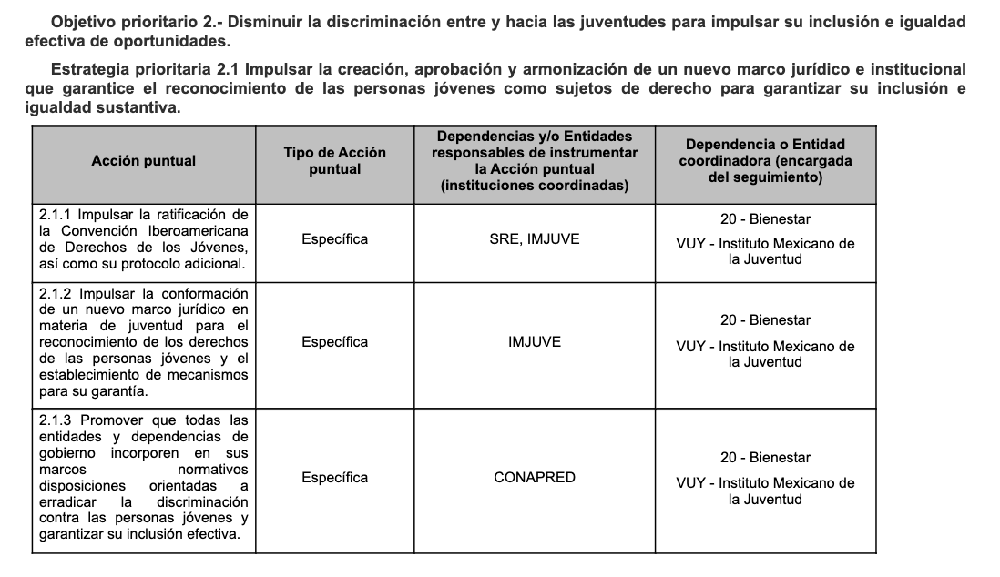 Objetivo prioritario 2.- Disminuir la discriminación entre y hacia las juventudes para impulsar su inclusión e igualdad
efectiva de oportunidades.
Estrategia prioritaria 2.1 Impulsar la creación, aprobación y armonización de un nuevo marco jurídico e institucional
que garantice el reconocimiento de las personas jóvenes como sujetos de derecho para garantizar su inclusión e
igualdad sustantiva.
Acción puntual
Tipo de Acción
puntual
Dependencias y/o Entidades
responsables de instrumentar
la Acción puntual
(instituciones coordinadas)
Dependencia o Entidad
coordinadora (encargada
del seguimiento)
2.1.1 Impulsar la ratificación de
la Convención Iberoamericana
de Derechos de los Jóvenes,
así como su protocolo adicional.
Específica
SRE, IMJUVE
20 - Bienestar
VUY - Instituto Mexicano de
la Juventud
2.1.2 Impulsar la conformación
de un nuevo marco jurídico en
materia de juventud para el
reconocimiento de los derechos
de las personas jóvenes y el
establecimiento de mecanismos
para su garantía.
Específica
IMJUVE
20 - Bienestar
VUY - Instituto Mexicano de
la Juventud
2.1.3 Promover que todas las
entidades y dependencias de
gobierno incorporen en sus
marcos normativos
disposiciones orientadas a
erradicar la discriminación
contra las personas jóvenes y
garantizar su inclusión efectiva.
Específica
CONAPRED
20 - Bienestar
VUY - Instituto Mexicano de
la Juventud